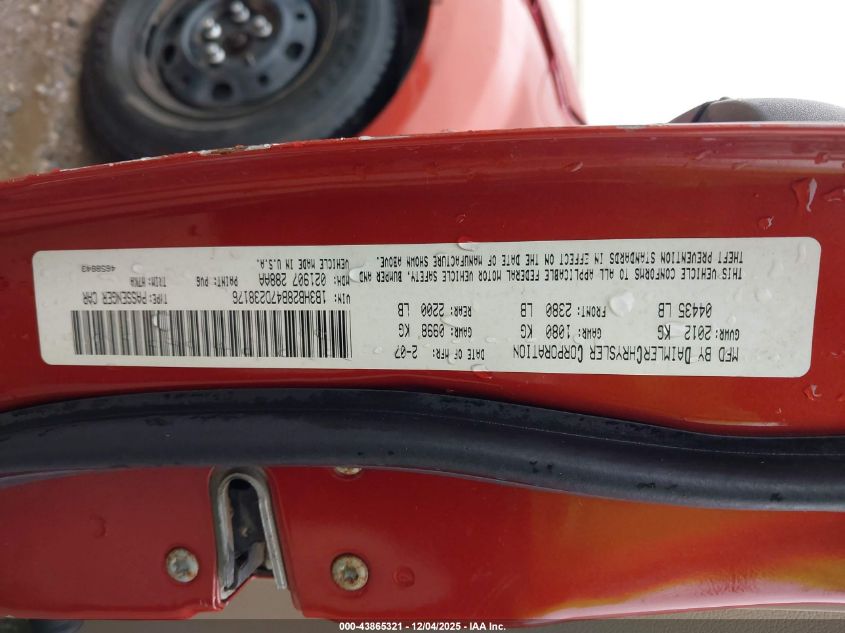 MFD BY DAIMLERCHRYSLER CORPORATION DATE OF MFR: 2-07
GVWR: 2012 KG GAWR: 1080 KG GAWR: 0998 KG
04435 LB FRONT: 2380 LB REAR: 2200 LB
THIS VEHICLE CONFORMS TO ALL APPLICABLE FEDERAL MOTOR VEHICLE SAFETY, BUMPER AND
THEFT PREVENTION STANDARDS IN EFFECT ON THE DATE OF MANUFACTURE SHOWN ABOVE.
VIN: 1B3HB28B47D238176 TYPE: PASSENGER CAR
MDH: 021907 288AA PAINT: PVG TRIM: H7KH
VEHICLE MADE IN U.S.A. 4658843
000-43865321 - 12/04/2025 - IAA Inc.